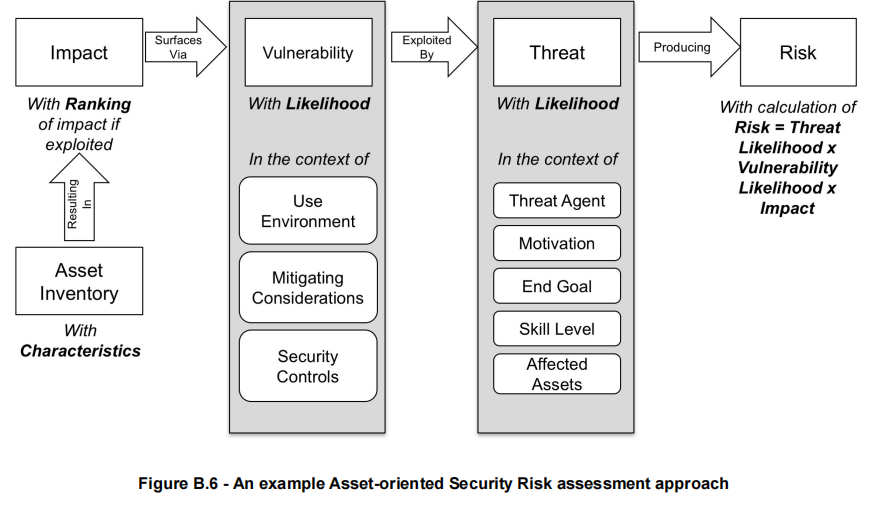 Impact
Surfaces
Via
Vulnerability
Exploited
By
Threat
Producing
Risk
With Ranking
of impact if
exploited
With Likelihood
With Likelihood
With calculation of
Risk = Threat
Likelihood x
Vulnerability
Likelihood x
Impact
In the context of
In the context of
Resulting
In
Use
Environment
Mitigating
Considerations
Security
Controls
Threat Agent
Motivation
End Goal
Skill Level
Affected
Assets
Asset
Inventory
With
Characteristics
Figure B.6 - An example Asset-oriented Security Risk assessment approach